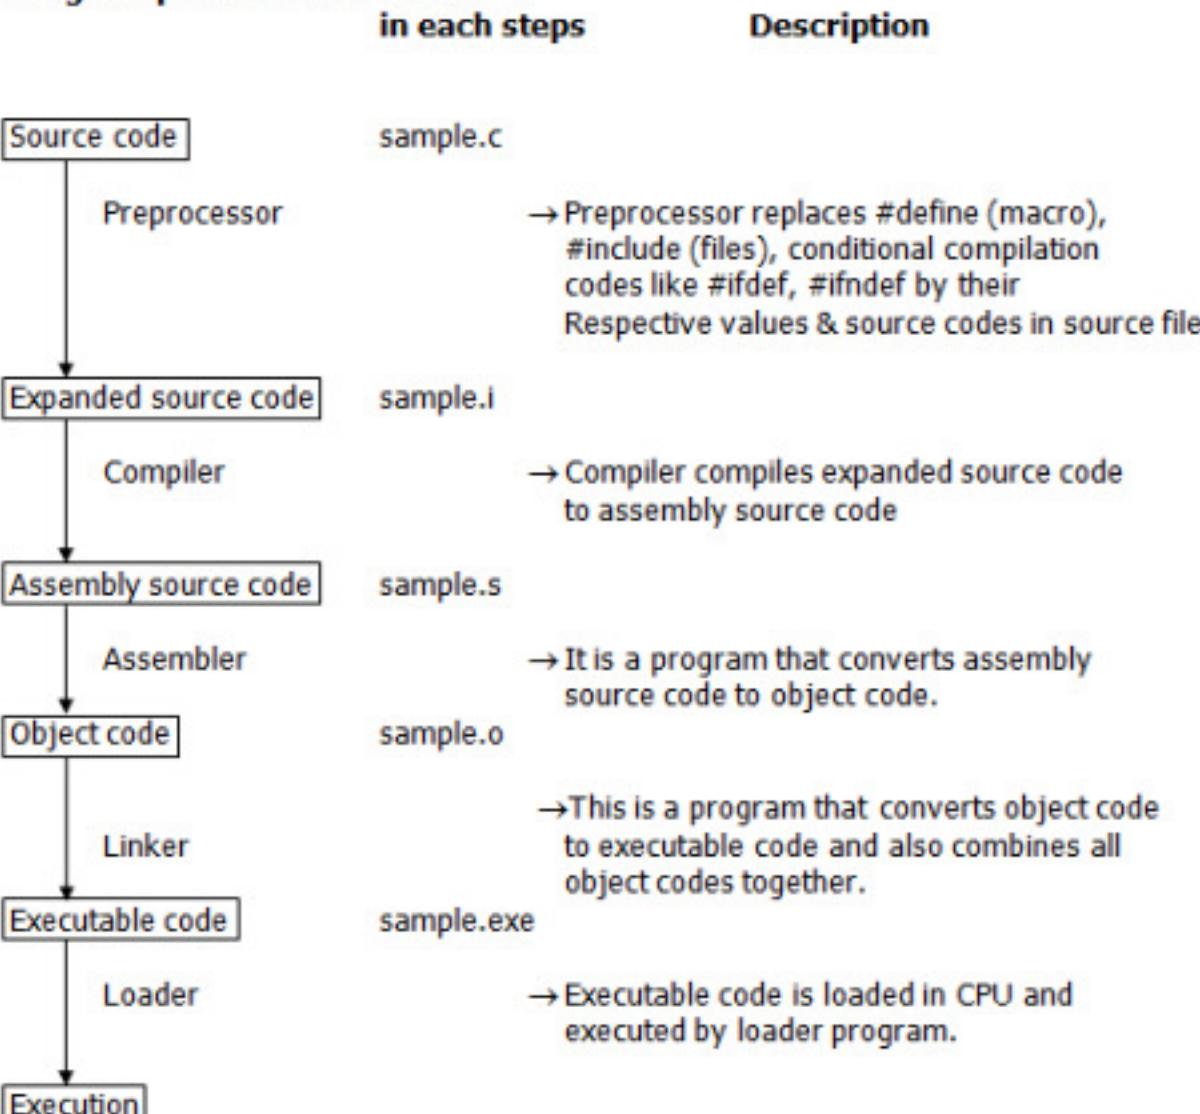 in each steps Description
Source code sample.c
Preprocessor → Preprocessor replaces #define (macro),
#include (files), conditional compilation
codes like #ifdef, #ifndef by their
Respective values & source codes in source file
Expanded source code sample.i
Compiler → Compiler compiles expanded source code
to assembly source code
Assembly source code sample.s
Assembler → It is a program that converts assembly
source code to object code.
Object code sample.o
→This is a program that converts object code
Linker to executable code and also combines all
object codes together.
Executable code sample.exe
Loader → Executable code is loaded in CPU and
executed by loader program.
Execution